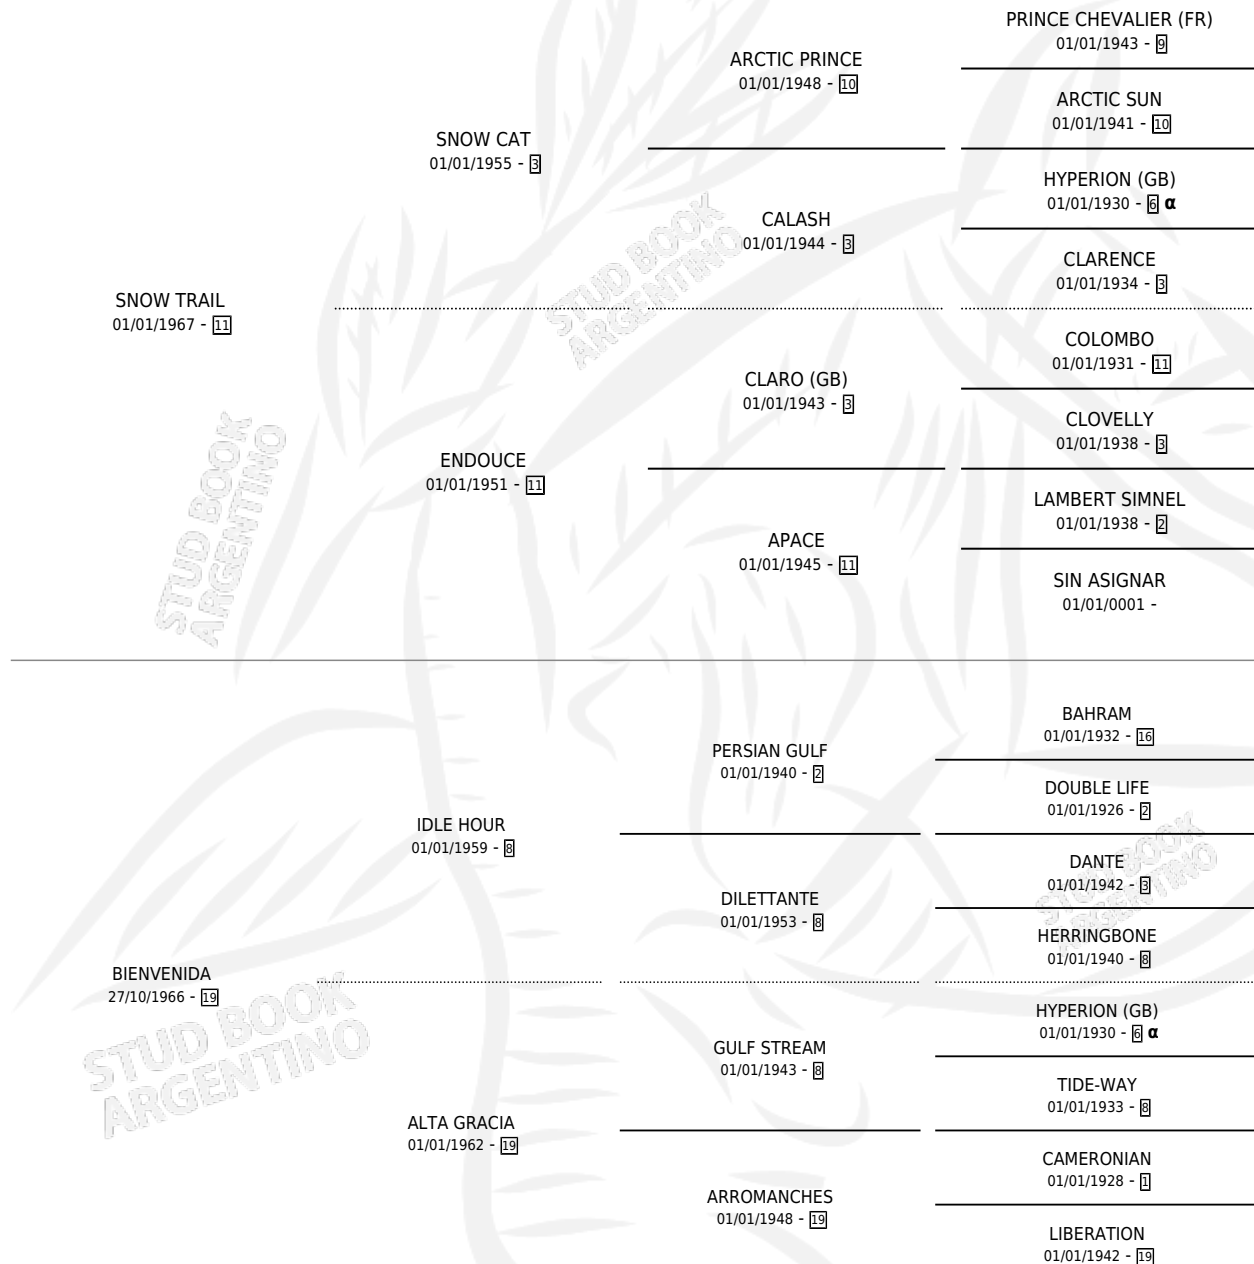 PRINCE CHEVALIER (FR)
01/01/1943 - 9
ARCTIC PRINCE
01/01/1948 - 10
ARCTIC SUN
01/01/1941 - 10
SNOW CAT
01/01/1955 - 3
HYPERION (GB)
01/01/1930 - 6 α
CALASH
01/01/1944 - 3
CLARENCE
01/01/1934 - 3
STUD BOOK
ARGENTINO
SNOW TRAIL
01/01/1967 - 11
COLOMBO
01/01/1931 - 11
CLARO (GB)
01/01/1943 - 3
CLOVELLY
01/01/1938 - 3
ENDOUCE
01/01/1951 - 11
LAMBERT SIMNEL
01/01/1938 - 2
APACE
01/01/1945 - 11
SIN ASIGNAR
01/01/0001 -
STUD BOOK
ARGENTINO
BAHRAM
01/01/1932 - 16
PERSIAN GULF
01/01/1940 - 2
DOUBLE LIFE
01/01/1926 - 2
IDLE HOUR
01/01/1959 - 8
DANTE
01/01/1942 - 3
STUD BOOK
ARGENTINO
DILETTANTE
01/01/1953 - 8
HERRINGBONE
01/01/1940 - 8
BIENVENIDA
27/10/1966 - 19
STUD BOOK
ARGENTINO
HYPERION (GB)
01/01/1930 - 6 α
GULF STREAM
01/01/1943 - 8
TIDE-WAY
01/01/1933 - 8
ALTA GRACIA
01/01/1962 - 19
CAMERONIAN
01/01/1928 - 1
ARROMANCHES
01/01/1948 - 19
LIBERATION
01/01/1942 - 19